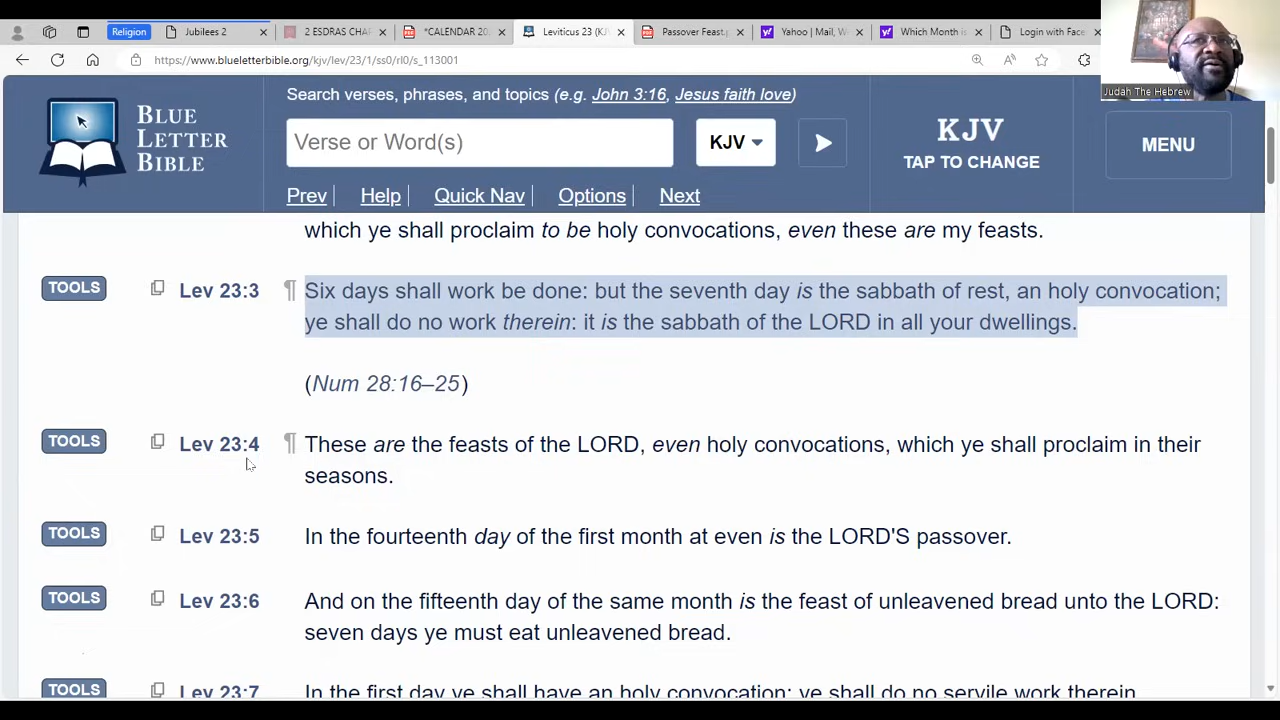 Religion
Jubilees 2
2 ESDRAS CHA
*CALENDAR 20
Leviticus 23 (KJ
Passover Feast.p
Yahoo | Mail, We
Which Month is
Login with Face
https://www.blueletterbible.org/kjv/lev/23/1/ss0/rl0/s_113001
Judah The Hebrew
BLUE
LETTER
BIBLE
Search verses, phrases, and topics (e.g. John 3:16, Jesus faith love)
Verse or Word(s)
KJV
KJV
TAP TO CHANGE
MENU
Prev
Help
Quick Nav
Options
Next
which ye shall proclaim to be holy convocations, even these are my feasts.
TOOLS Lev 23:3 ¶ Six days shall work be done: but the seventh day is the sabbath of rest, an holy convocation;
ye shall do no work therein: it is the sabbath of the LORD in all your dwellings.
(Num 28:16–25)
TOOLS Lev 23:4 ¶ These are the feasts of the LORD, even holy convocations, which ye shall proclaim in their
seasons.
TOOLS Lev 23:5 In the fourteenth day of the first month at even is the LORD'S passover.
TOOLS Lev 23:6 And on the fifteenth day of the same month is the feast of unleavened bread unto the LORD:
seven days ye must eat unleavened bread.
TOOLS Lev 23:7 In the first day ye shall have an holy convocation: ye shall do no servile work therein